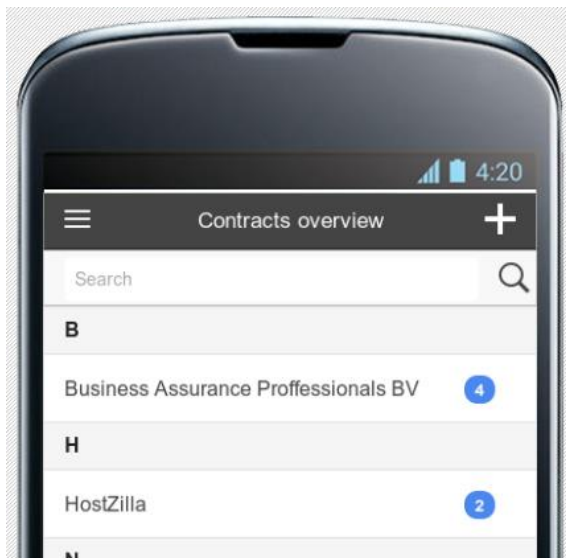 4:20
Contracts overview
Search
B
Business Assurance Proffessionals BV
4
H
HostZilla
2
N